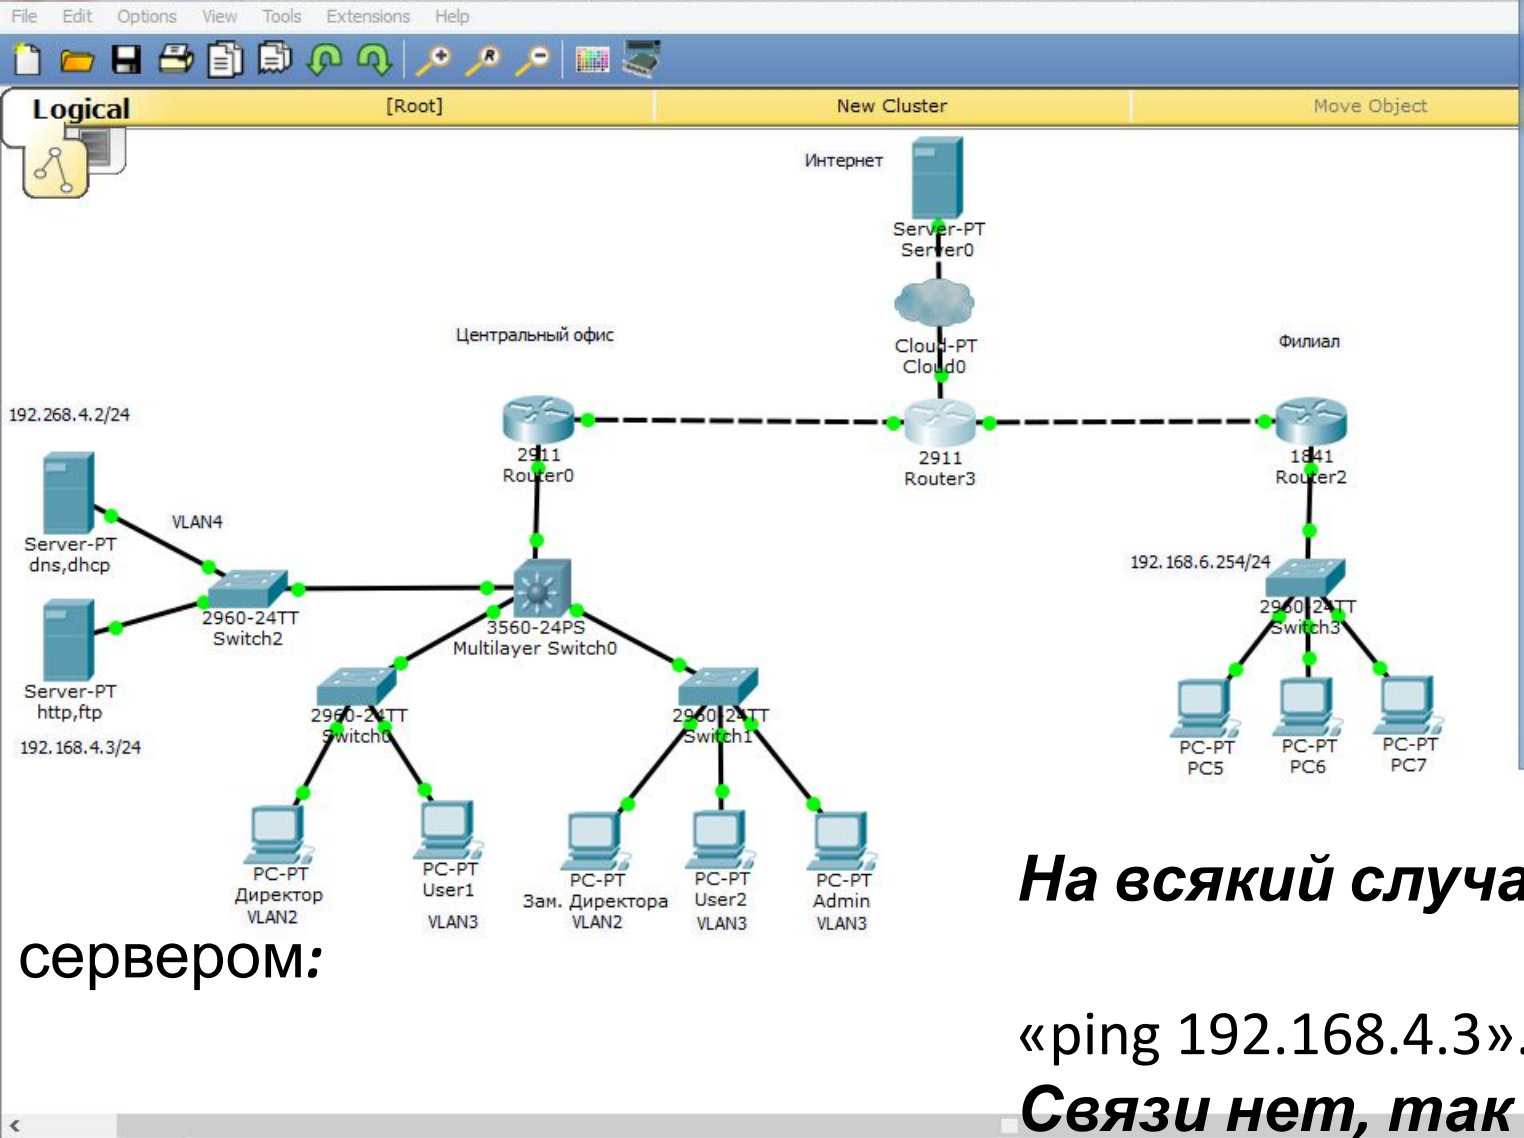 File Edit Options View Tools Extensions Help
Logical [Root] New Cluster Move Object
Интернет
Server-PT
Server0
Cloud-PT
Cloud0
Центральный офис
Филиал
192.268.4.2/24
2911
Router0
2911
Router3
1841
Router2
VLAN4
Server-PT
dns,dhcp
192.168.6.254/24
2960-24TT
Switch2
3560-24PS
Multilayer Switch0
2960-24TT
Switch3
Server-PT
http,ftp
192.168.4.3/24
2960-24TT
Switch0
2960-24TT
Switch1
PC-PT
PC5
PC-PT
PC6
PC-PT
PC7
PC-PT
Директор
VLAN2
PC-PT
User1
VLAN3
PC-PT
Зам. Директора
VLAN2
PC-PT
User2
VLAN3
PC-PT
Admin
VLAN3
На всякий случа
сервером:
«ping 192.168.4.3».
Связи нет, так